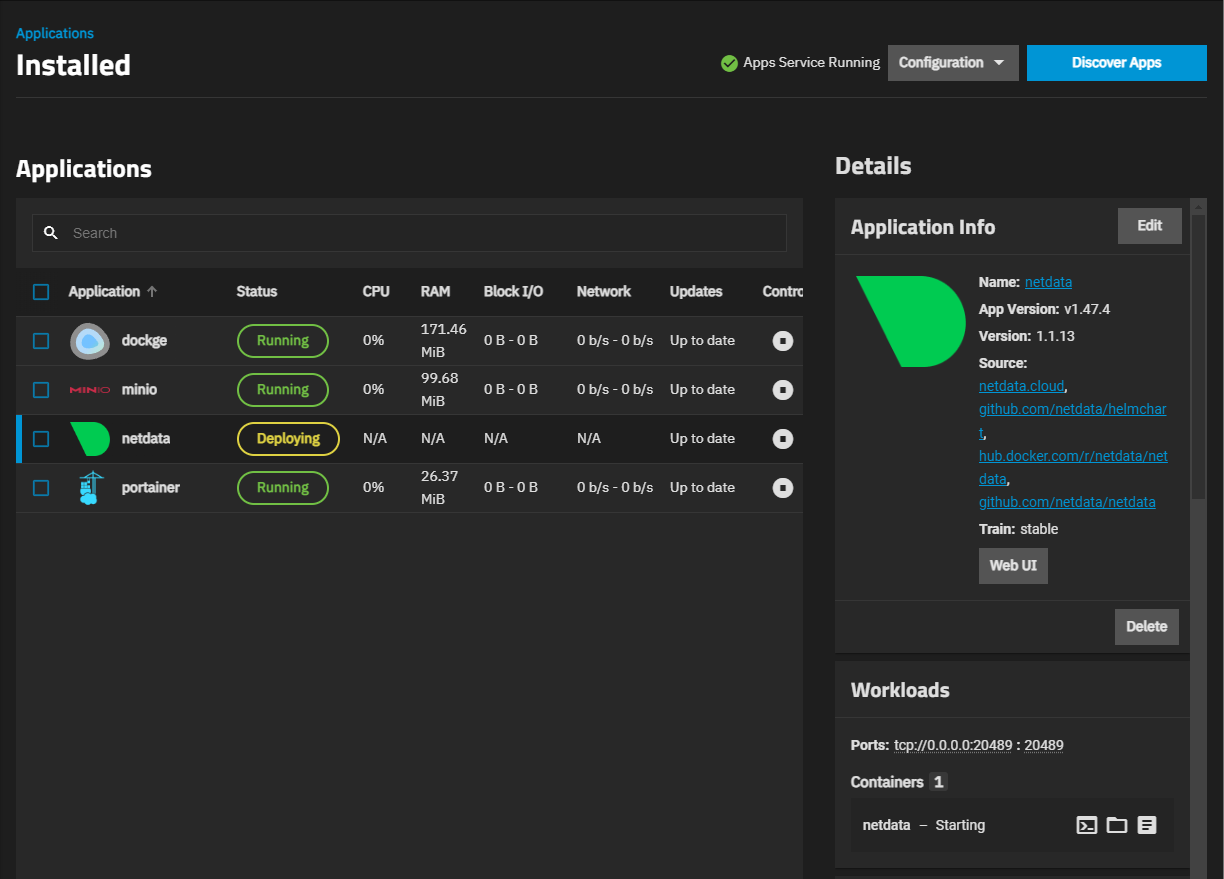 Applications
Installed
Apps Service Running
Configuration
Discover Apps
Applications
Details
Search
Application Info
Edit
Name: netdata
App Version: v1.47.4
Version: 1.1.13
Source:
netdata.cloud,
github.com/netdata/helmchar
t,
hub.docker.com/r/netdata/net
data,
github.com/netdata/netdata
Train: stable
Web UI
Delete
Application Status CPU RAM Block I/O Network Updates Contro
dockge Running 0% 171.46 MiB 0 B - 0 B 0 b/s - 0 b/s Up to date
MINIO minio Running 0% 99.68 MiB 0 B - 0 B 0 b/s - 0 b/s Up to date
netdata Deploying N/A N/A N/A N/A Up to date
portainer Running 0% 26.37 MiB 0 B - 0 B 0 b/s - 0 b/s Up to date
Workloads
Ports: tcp://0.0.0.0:20489 : 20489
Containers 1
netdata – Starting